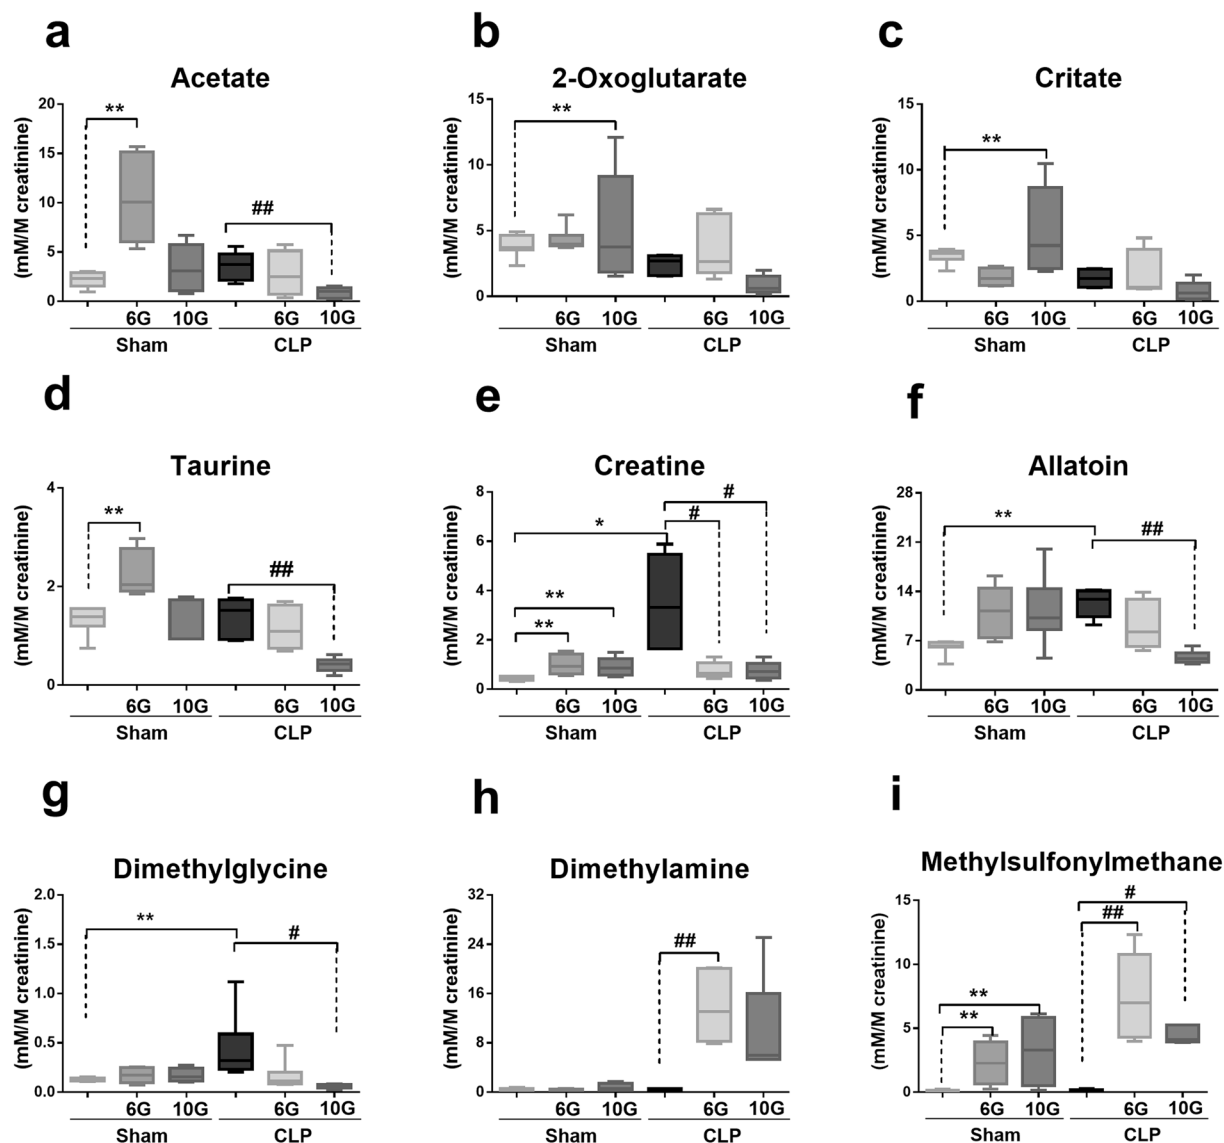 a
Acetate
(mM/M creatinine)
20
15
10
5
0
**
##
6G
10G
6G
10G
Sham
CLP
b
2-Oxoglutarate
(mM/M creatinine)
15
10
5
0
**
6G
10G
6G
10G
Sham
CLP
c
Critate
(mM/M creatinine)
15
10
5
0
**
6G
10G
6G
10G
Sham
CLP
d
Taurine
(mM/M creatinine)
4
2
0
**
##
6G
10G
6G
10G
Sham
CLP
e
Creatine
(mM/M creatinine)
8
6
4
2
0
*
#
#
**
**
6G
10G
6G
10G
Sham
CLP
f
Allatoin
(mM/M creatinine)
28
21
14
7
0
**
##
6G
10G
6G
10G
Sham
CLP
g
Dimethylglycine
(mM/M creatinine)
2.0
1.5
1.0
0.5
0.0
**
#
6G
10G
6G
10G
Sham
CLP
h
Dimethylamine
(mM/M creatinine)
32
24
16
8
0
##
6G
10G
6G
10G
Sham
CLP
i
Methylsulfonylmethane
(mM/M creatinine)
15
10
5
0
#
##
**
**
6G
10G
6G
10G
Sham
CLP